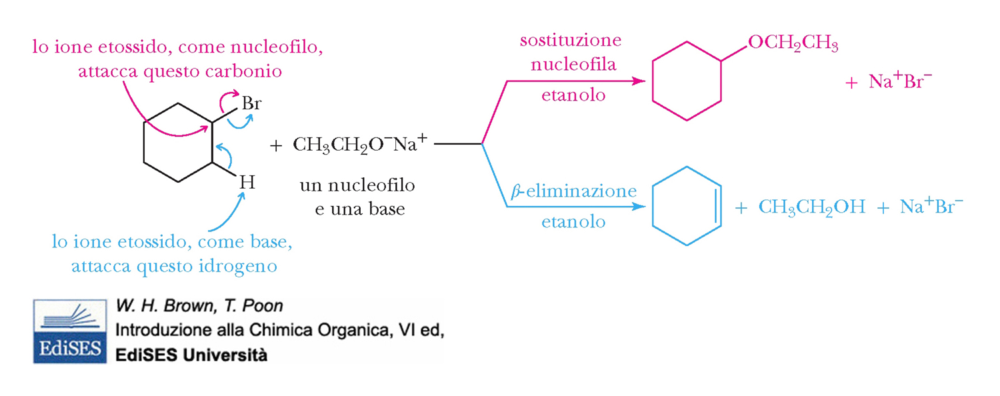 lo ione etossido, come nucleofilo,
attacca questo carbonio
Br
H
+ CH₃CH₂O⁻Na⁺
un nucleofilo
e una base
lo ione etossido, come base,
attacca questo idrogeno
sostituzione
nucleofila
etanolo
OCH₂CH₃
+ Na⁺Br⁻
β-eliminazione
etanolo
+ CH₃CH₂OH + Na⁺Br⁻
EdiSES
W. H. Brown, T. Poon
Introduzione alla Chimica Organica, VI ed,
EdiSES Università